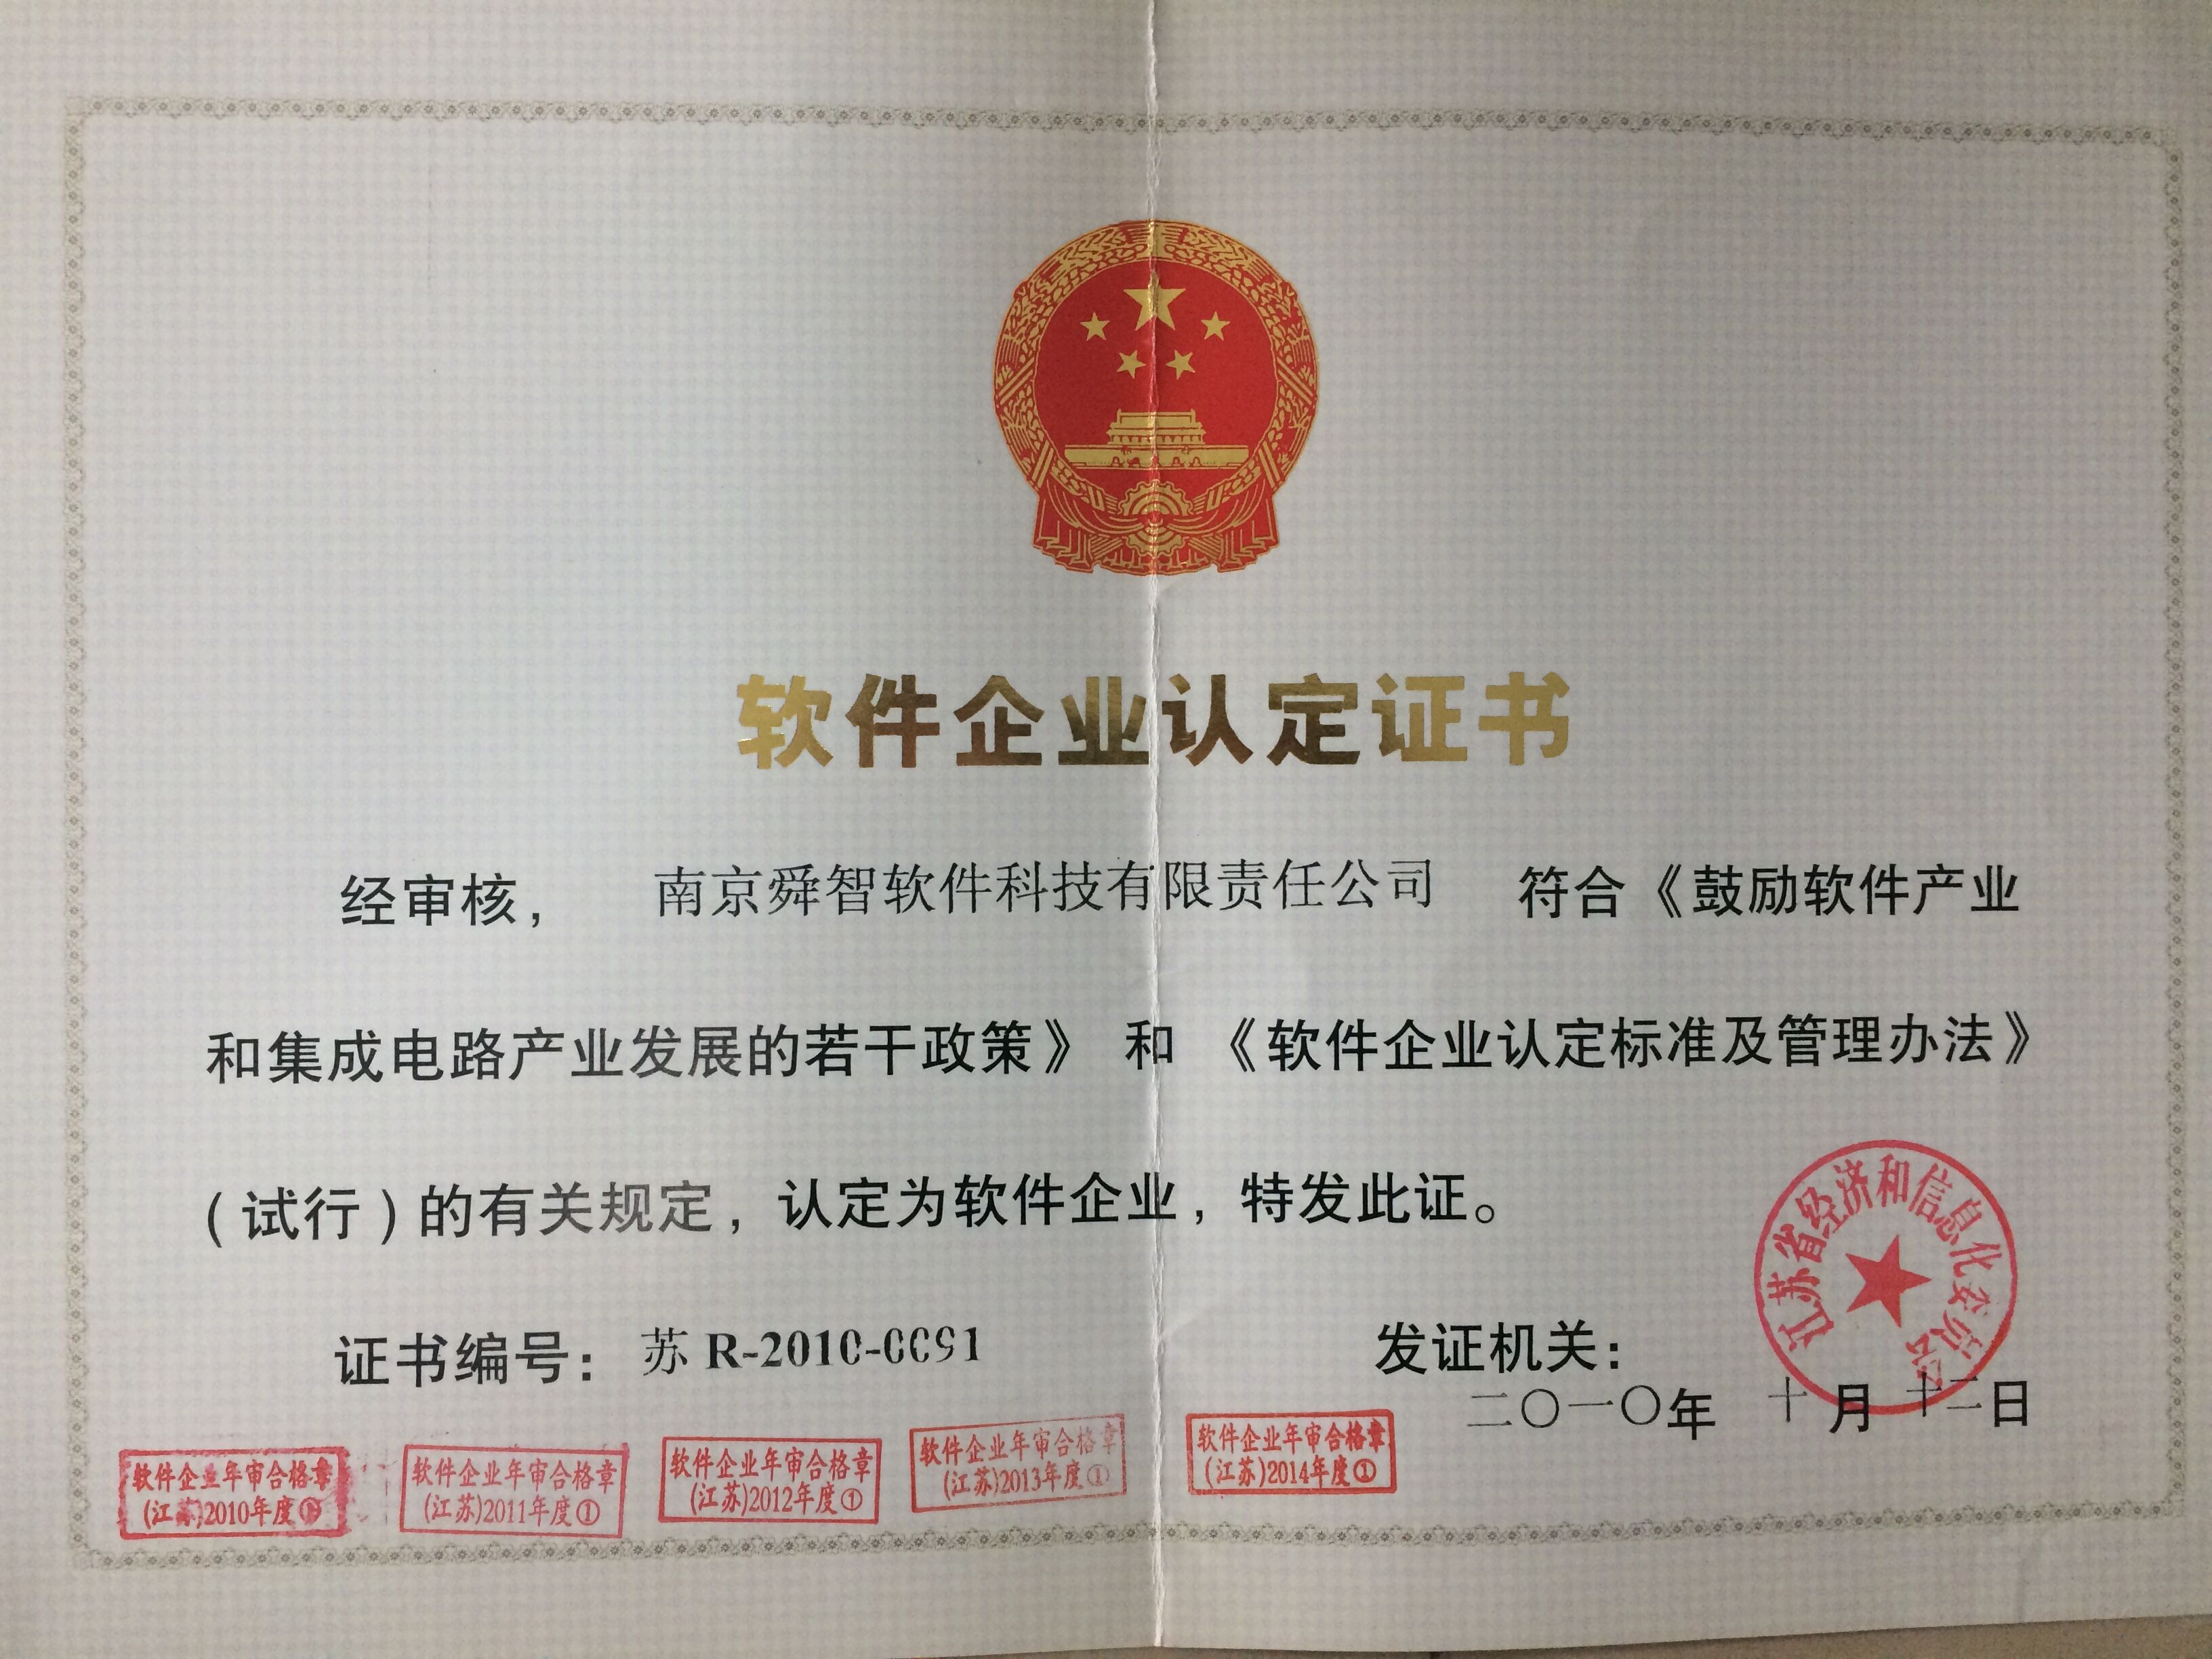 软件企业认定证书
经审核， 南京舜智软件科技有限责任公司 符合《鼓励软件产业
和集成电路产业发展的若干政策》 和 《软件企业认定标准及管理办法》
（试行）的有关规定，认定为软件企业，特发此证。
证书编号：苏 R-2010-0091
发证机关：
江苏省经济和信息化委员会
二〇一〇年 十月 十二日
软件企业年审合格章
(江苏)2010年度①
软件企业年审合格章
(江苏)2011年度①
软件企业年审合格章
(江苏)2012年度①
软件企业年审合格章
(江苏)2013年度①
软件企业年审合格章
(江苏)2014年度①